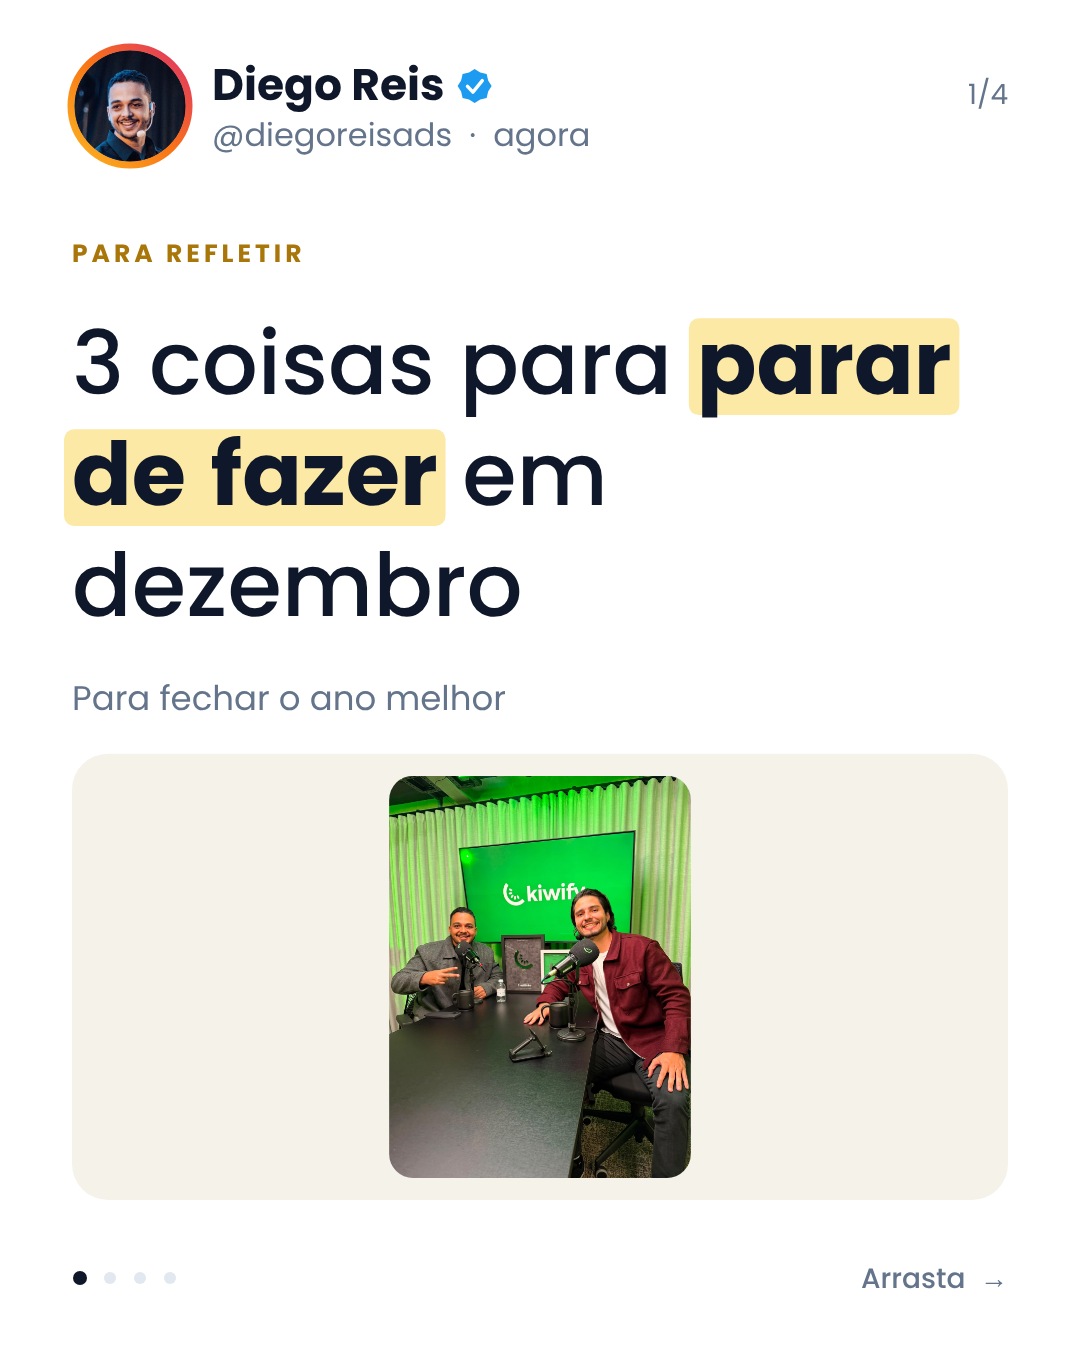 Diego Reis
1/4
@diegoreisads · agora
PARA REFLETIR
3 coisas para parar
de fazer em
dezembro
Para fechar o ano melhor
kiwify
Arrasta →